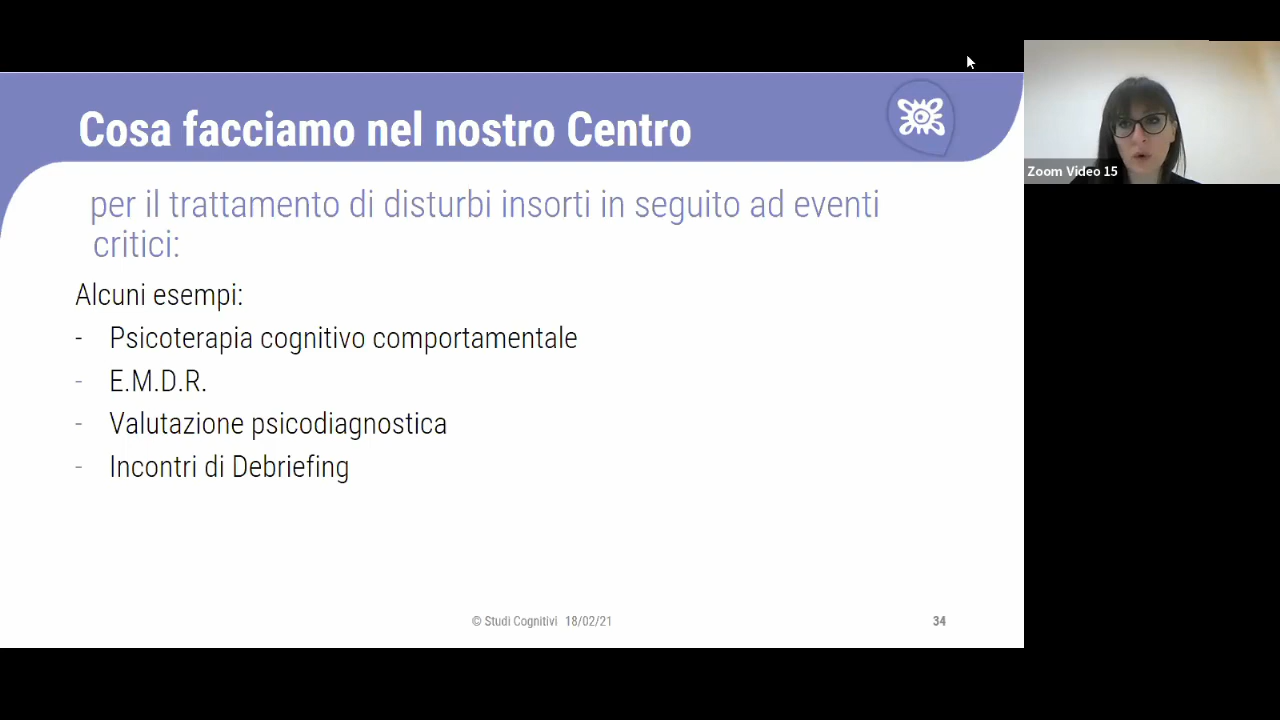 Cosa facciamo nel nostro Centro
per il trattamento di disturbi insorti in seguito ad eventi
critici:
Alcuni esempi:
- Psicoterapia cognitivo comportamentale
- E.M.D.R.
- Valutazione psicodiagnostica
- Incontri di Debriefing
© Studi Cognitivi 18/02/21
34
Zoom Video 15